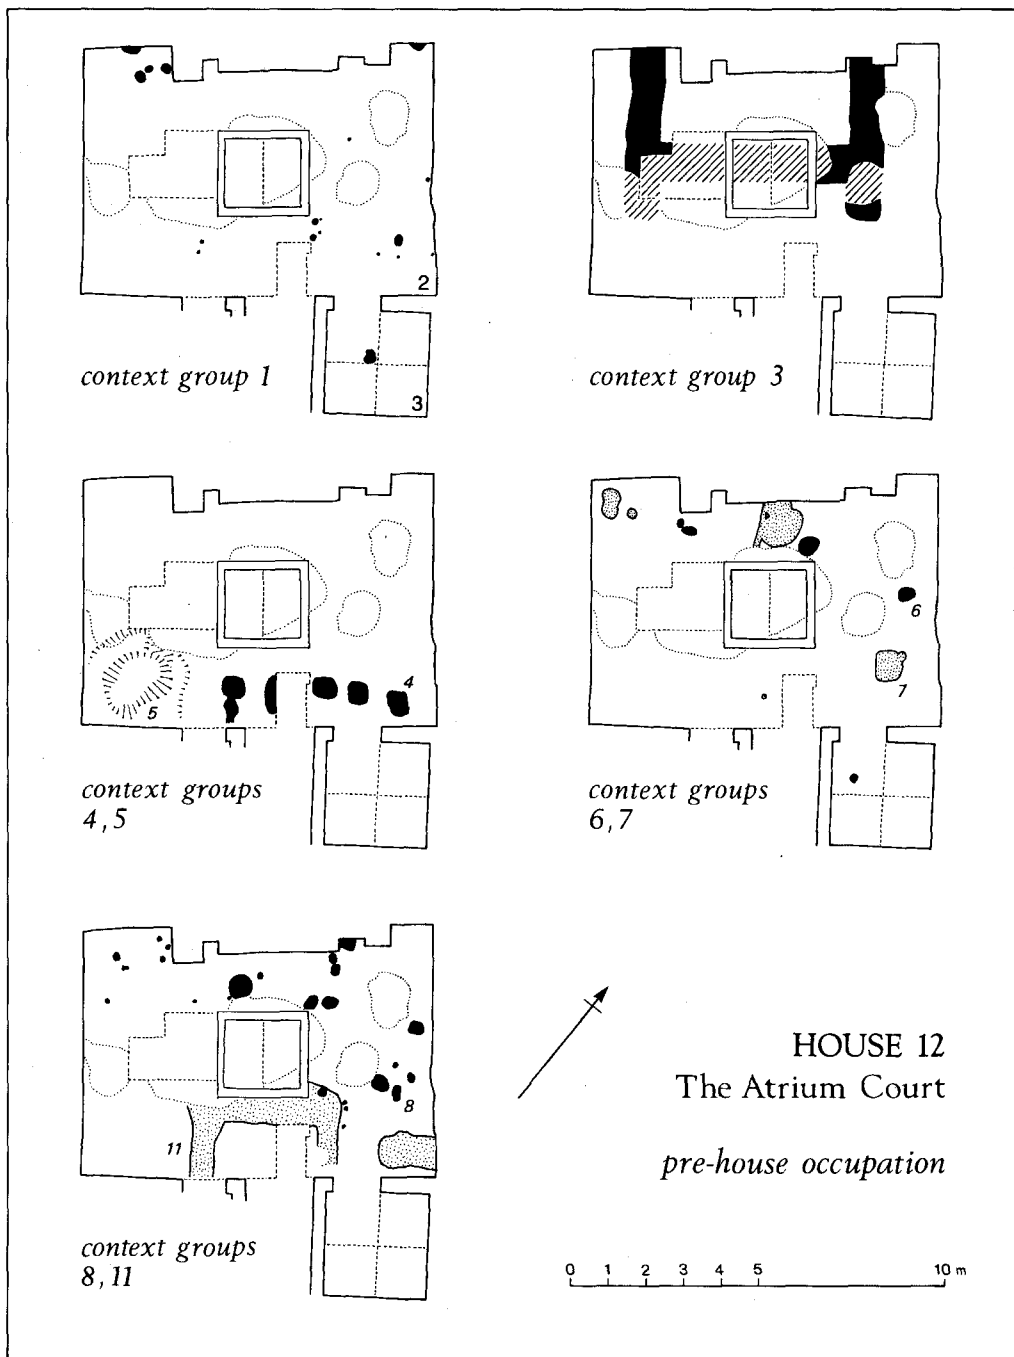 2
context group 1
3
context group 3
4
5
context groups
4,5
6
7
context groups
6,7
8
11
context groups
8,11
HOUSE 12
The Atrium Court
pre-house occupation
0 1 2 3 4 5 10 m